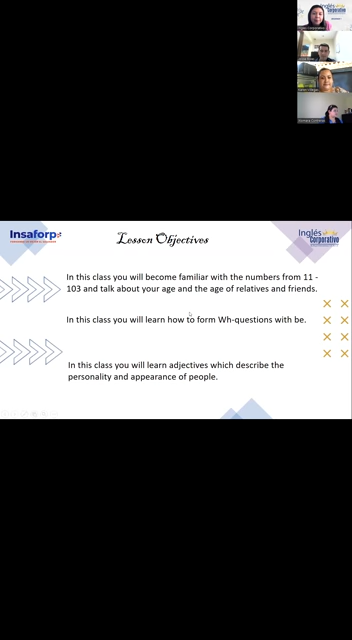 Inglés
Corporativo
Insaforp
Lesson Objectives
Inglés
Corporativo
In this class you will become familiar with the numbers from 11 -
103 and talk about your age and the age of relatives and friends.
In this class you will learn how to form Wh-questions with be.
In this class you will learn adjectives which describe the
personality and appearance of people.